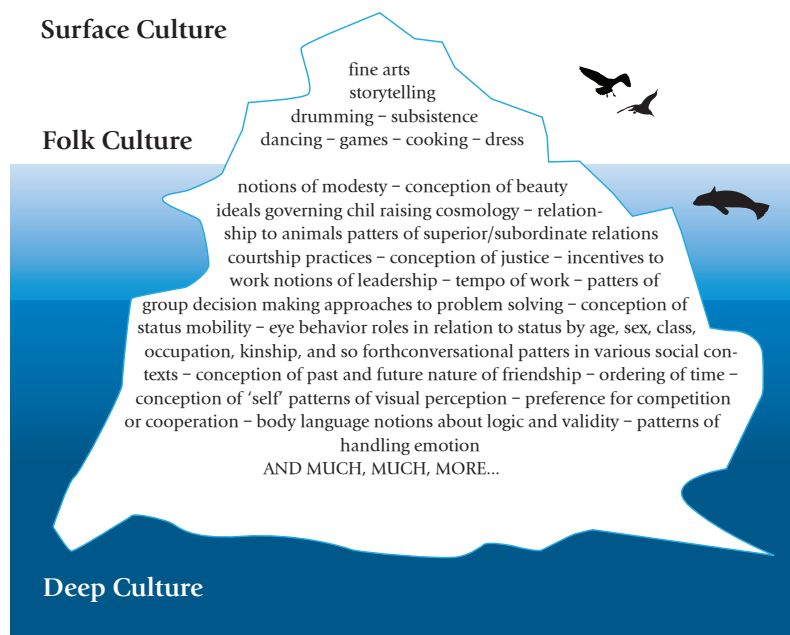 Surface Culture
fine arts
storytelling
drumming – subsistence
Folk Culture
dancing – games – cooking – dress
notions of modesty – conception of beauty
ideals governing chil raising cosmology – relation-
ship to animals patters of superior/subordinate relations
courtship practices – conception of justice – incentives to
work notions of leadership – tempo of work – patters of
group decision making approaches to problem solving – conception of
status mobility – eye behavior roles in relation to status by age, sex, class,
occupation, kinship, and so forthconversational patters in various social con-
texts – conception of past and future nature of friendship – ordering of time –
conception of ‘self’ patterns of visual perception – preference for competition
or cooperation – body language notions about logic and validity – patterns of
handling emotion
AND MUCH, MUCH, MORE...
Deep Culture